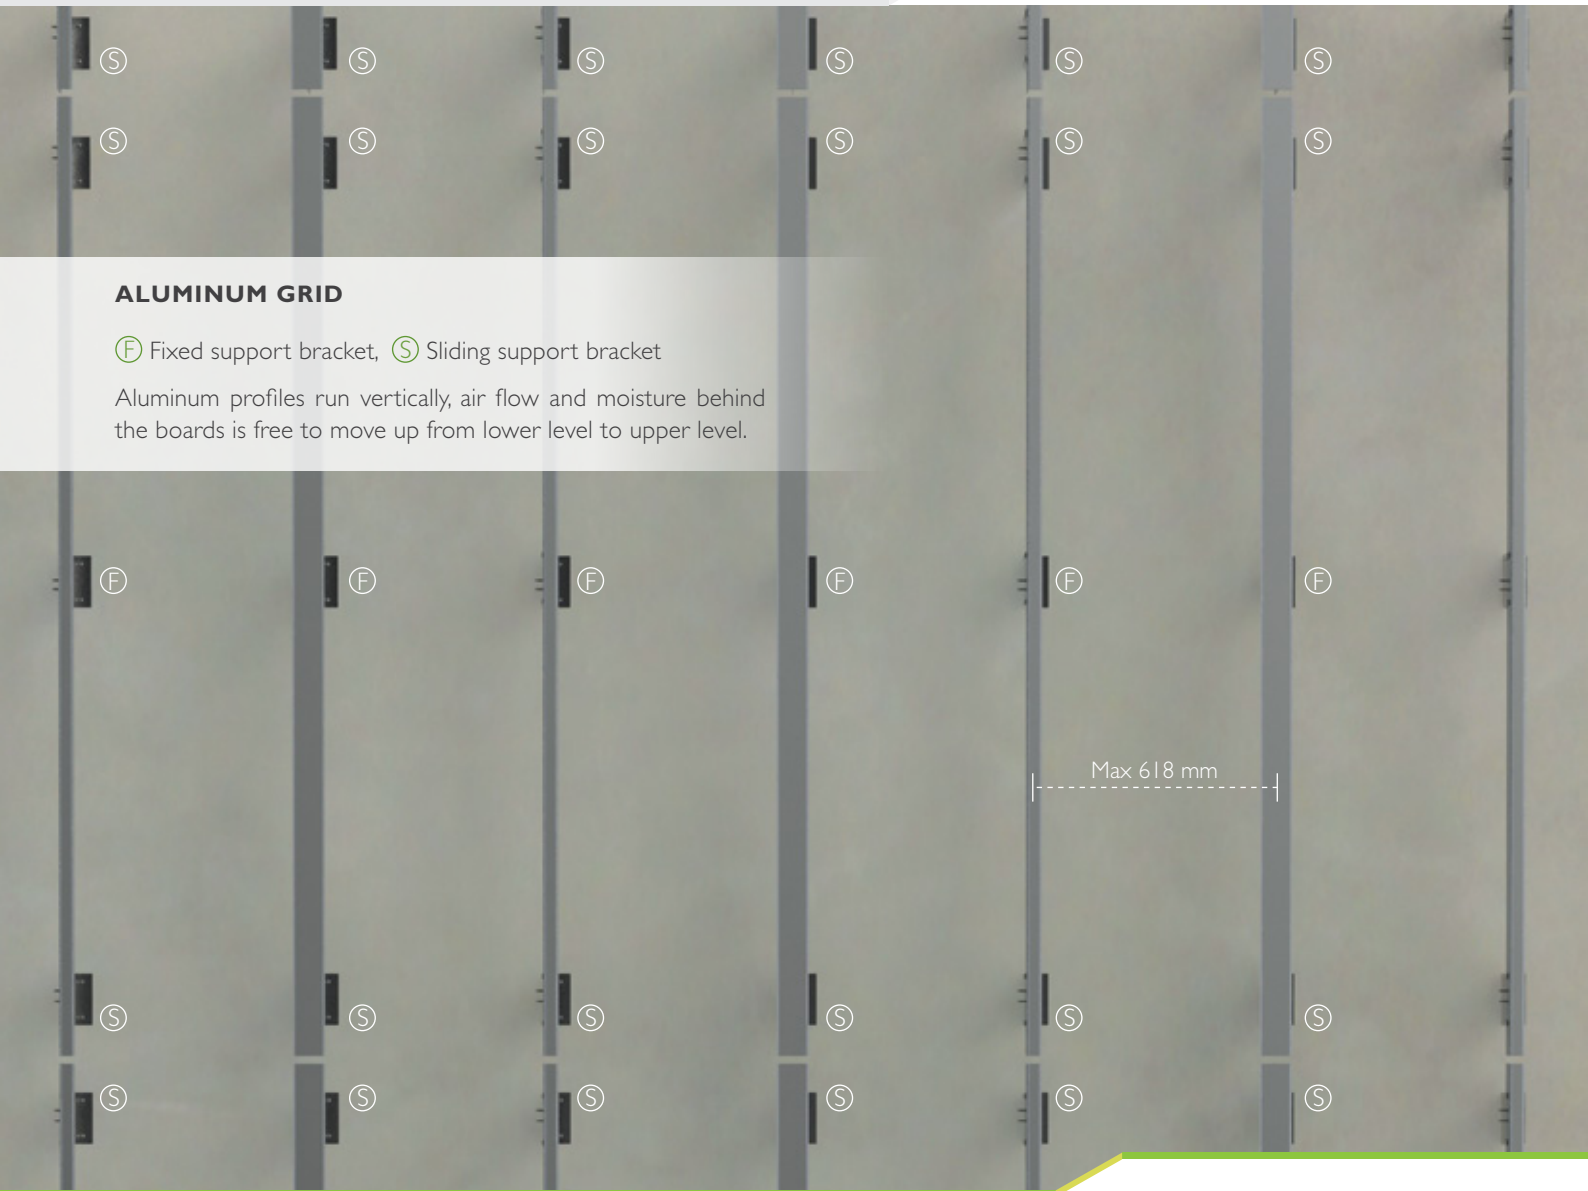 S S S S S S
S S S S S S
ALUMINUM GRID
F Fixed support bracket, S Sliding support bracket
Aluminum profiles run vertically, air flow and moisture behind
the boards is free to move up from lower level to upper level.
F F F F F F
Max 618 mm
S S S S S S
S S S S S S